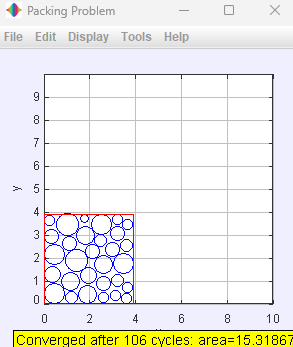 Packing Problem
File Edit Display Tools Help
9
8
7
6
5
4
3
2
1
0
y
0 2 4 6 8 10
Converged after 106 cycles: area=15.31867